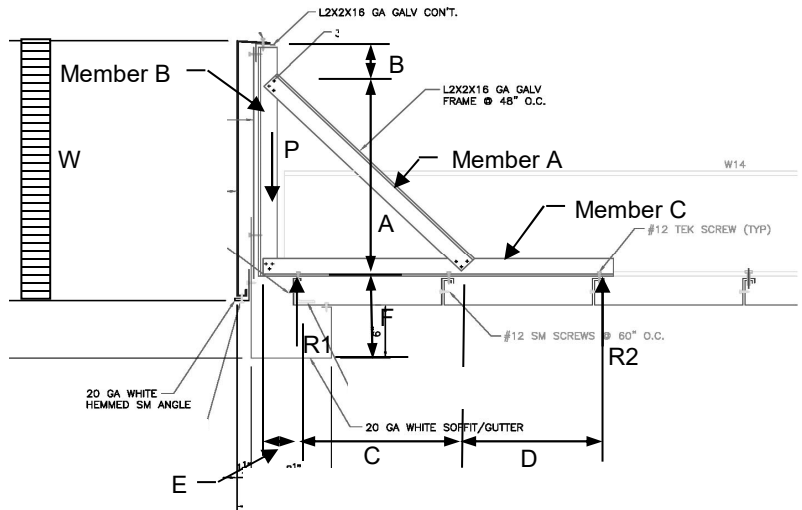 L2X2X16 GA GALV CON'T.
B
Member B
L2X2X16 GA GALV
FRAME @ 48" O.C.
P
W
Member A
W14
A
Member C
#12 TEK SCREW (TYP)
F
6"
#12 SM SCREWS @ 60" O.C.
R1
R2
20 GA WHITE
HEMMED SM ANGLE
20 GA WHITE SOFFIT/GUTTER
C
D
E